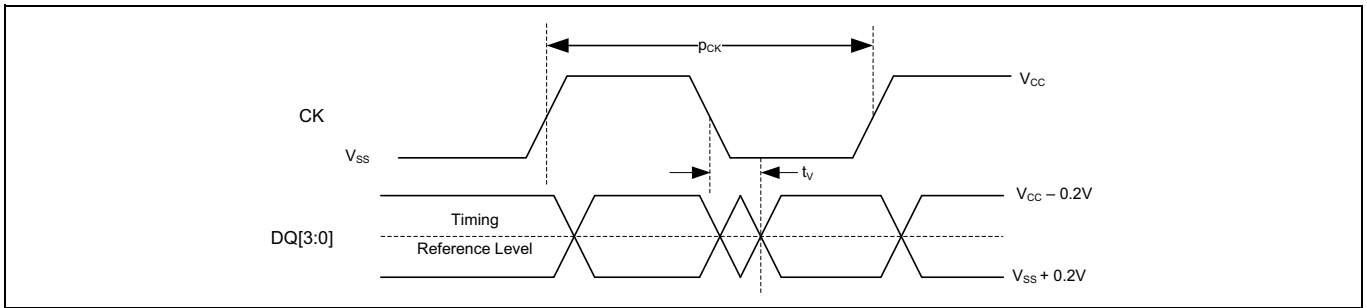 pCK
VCC
CK
VSS
tV
VCC – 0.2V
Timing
DQ[3:0]
Reference Level
VSS + 0.2V